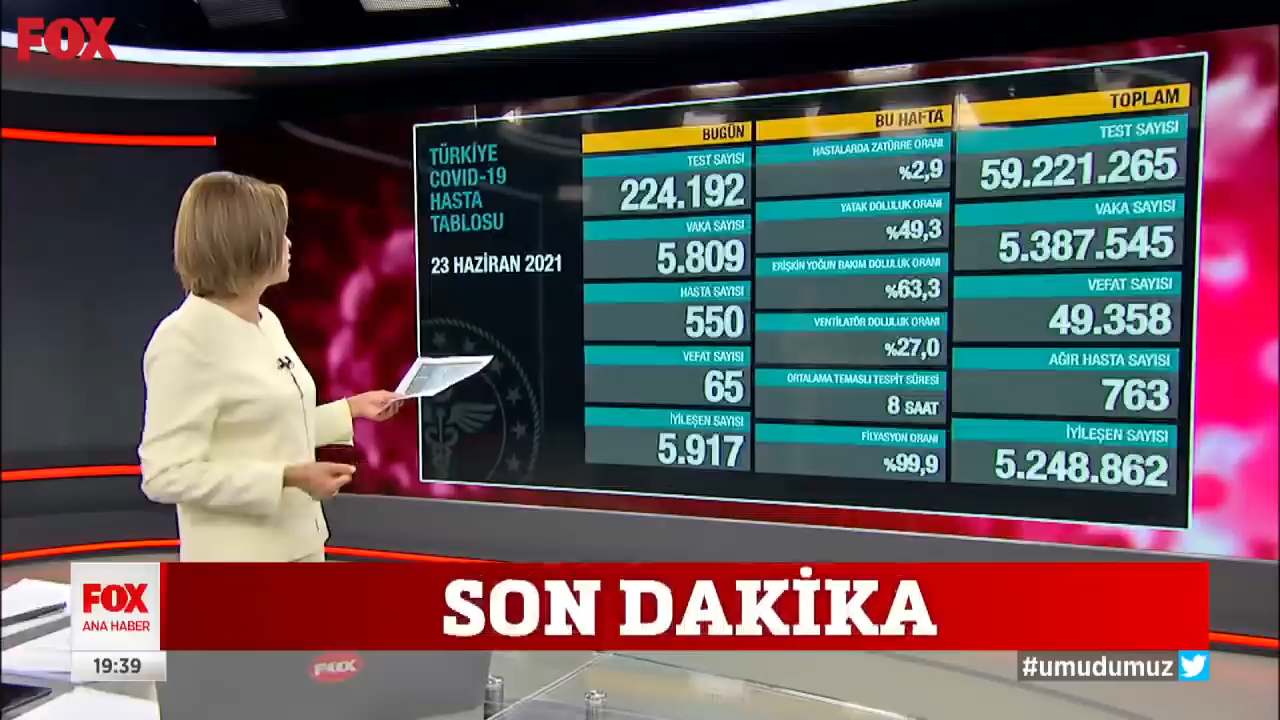 FOX
TÜRKİYE
COVID-19
HASTA
TABLOSU
23 HAZİRAN 2021
BUGÜN
TEST SAYISI
224.192
VAKA SAYISI
5.809
HASTA SAYISI
550
VEFAT SAYISI
65
İYİLEŞEN SAYISI
5.917
BU HAFTA
HASTALARDA ZATÜRRE ORANI
%2,9
YATAK DOLULUK ORANI
%49,3
ERİŞKİN YOĞUN BAKIM DOLULUK ORANI
%63,3
VENTİLATÖR DOLULUK ORANI
%27,0
ORTALAMA TEMASLI TESPİT SÜRESİ
8 SAAT
FİLYASYON ORANI
%99,9
TOPLAM
TEST SAYISI
59.221.265
VAKA SAYISI
5.387.545
VEFAT SAYISI
49.358
AĞIR HASTA SAYISI
763
İYİLEŞEN SAYISI
5.248.862
FOX
ANA HABER
SON DAKİKA
19:39
FOX
#umudumuz